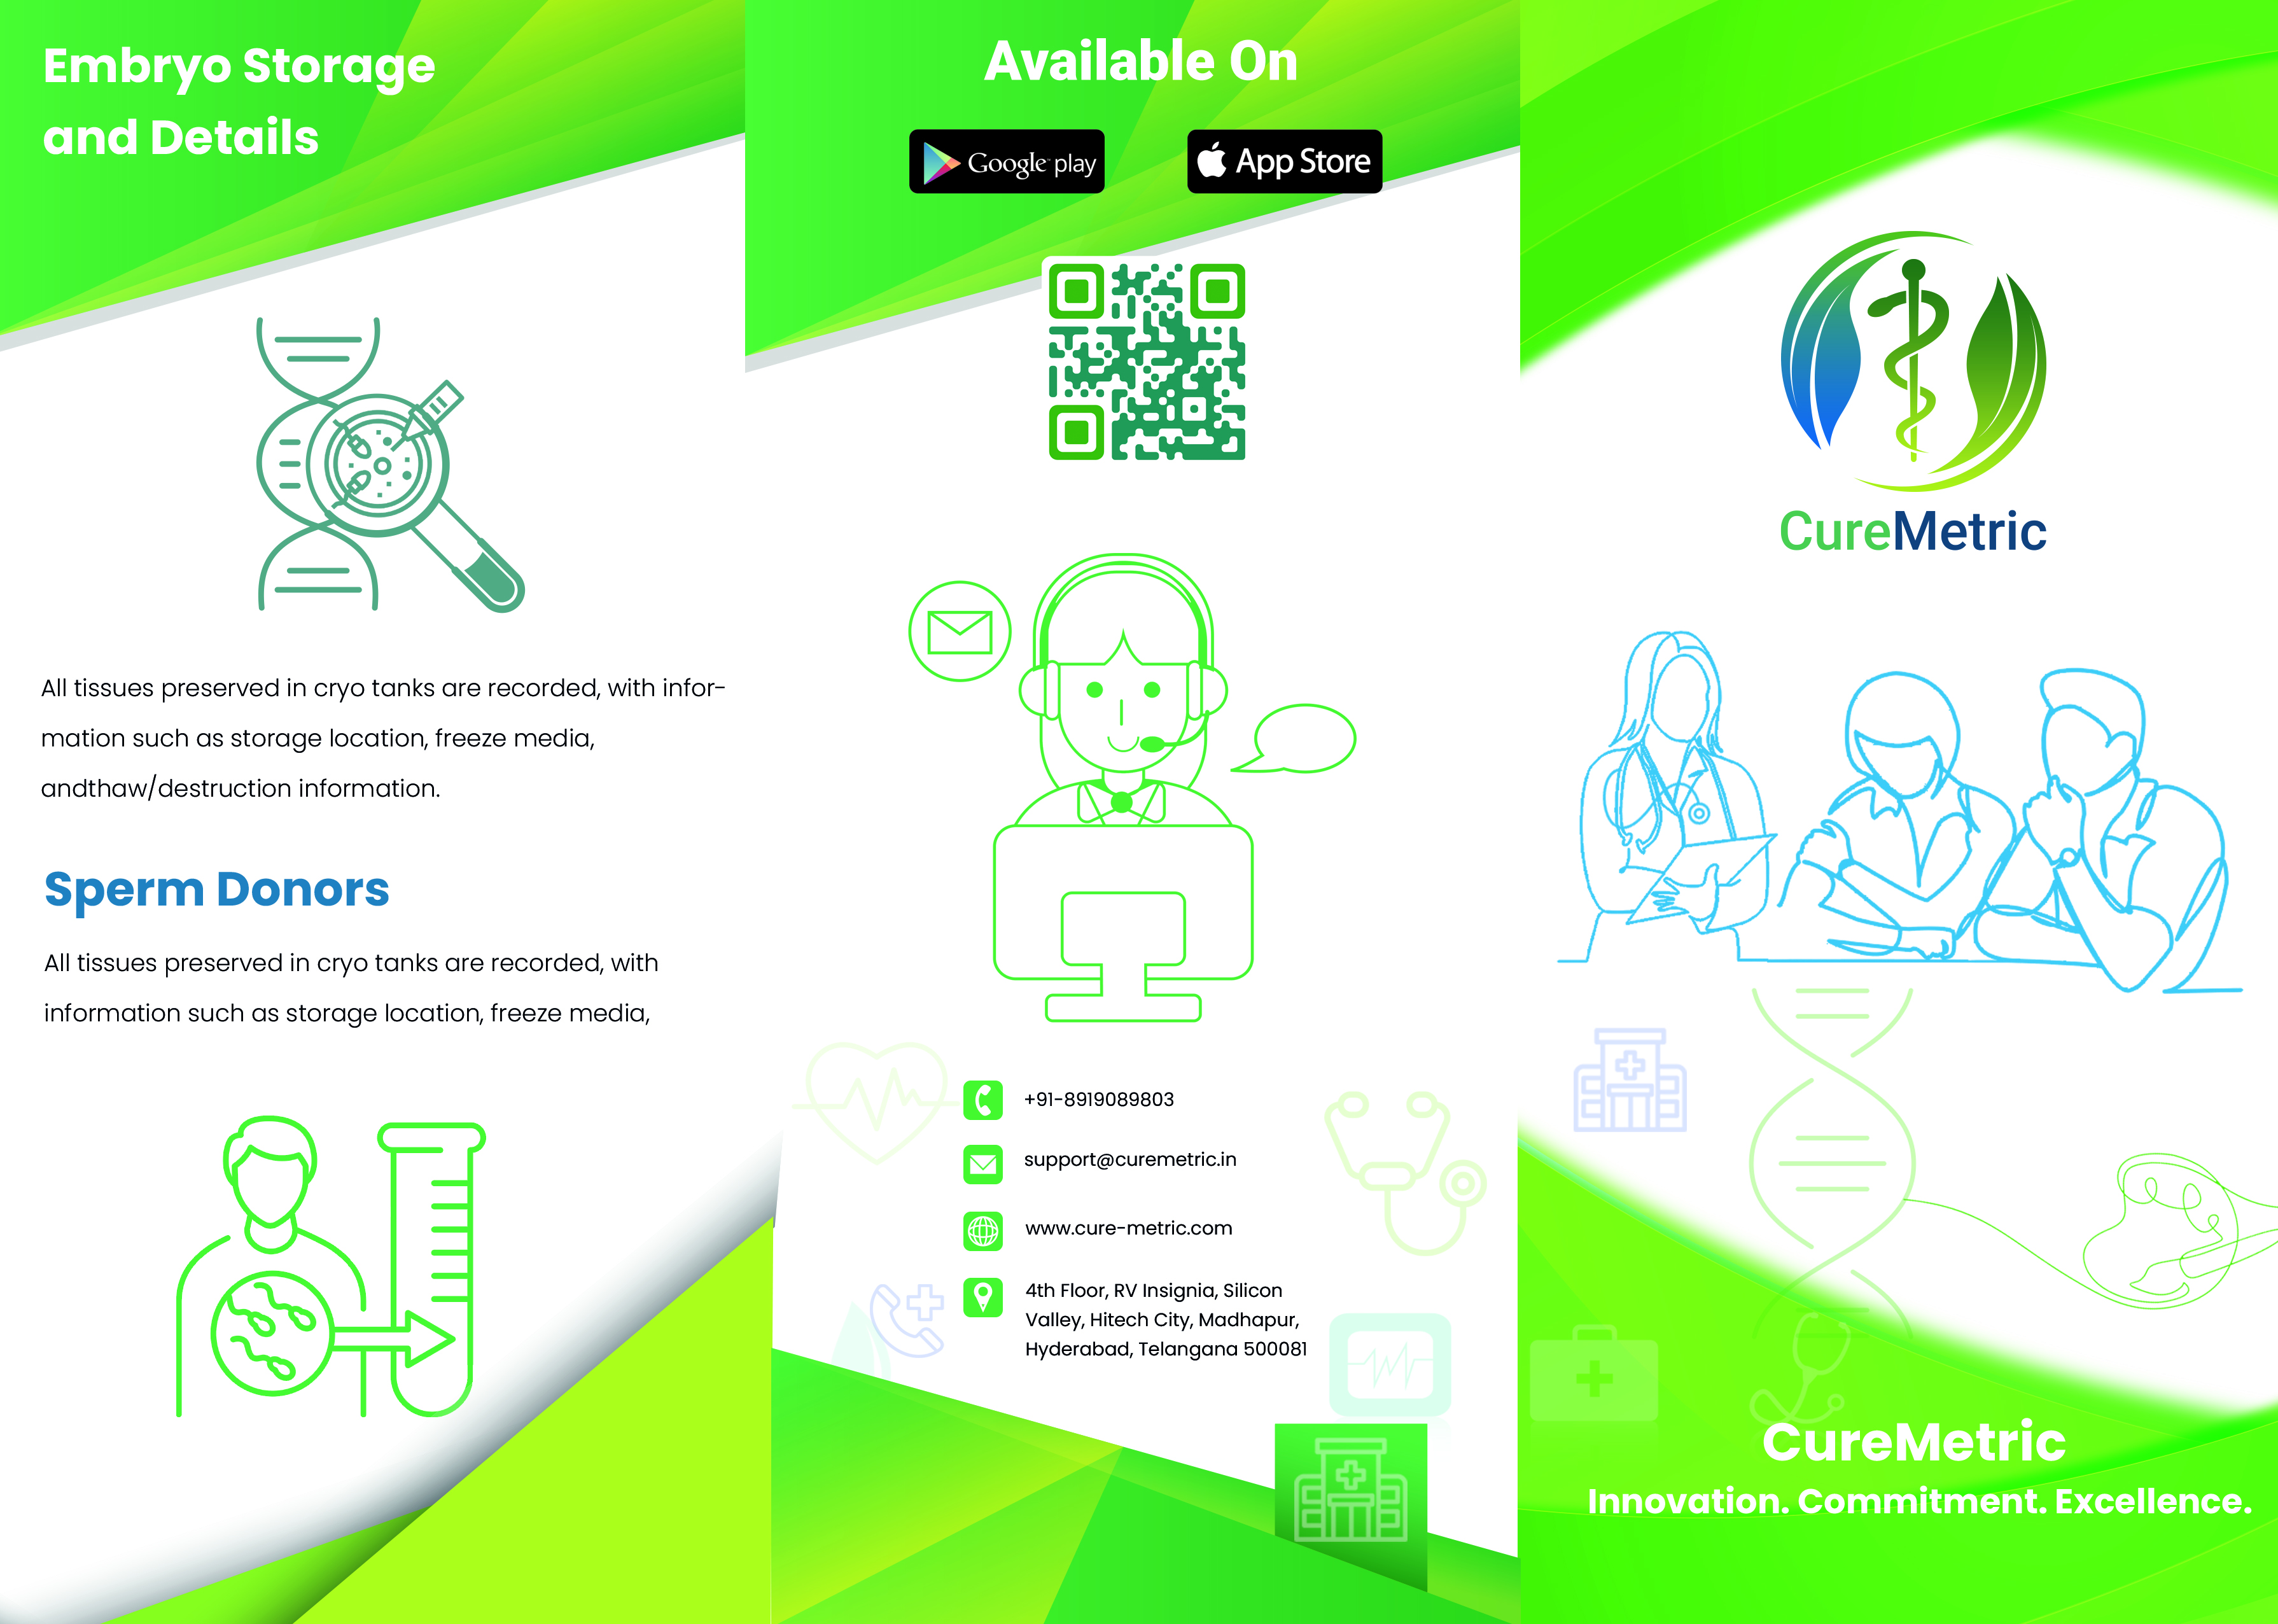 Embryo Storage
and Details
All tissues preserved in cryo tanks are recorded, with infor-
mation such as storage location, freeze media,
andthaw/destruction information.
Sperm Donors
All tissues preserved in cryo tanks are recorded, with
information such as storage location, freeze media,
Available On
Google play
App Store
+91-8919089803
support@curemetric.in
www.cure-metric.com
4th Floor, RV Insignia, Silicon
Valley, Hitech City, Madhapur,
Hyderabad, Telangana 500081
CureMetric
CureMetric
Innovation. Commitment. Excellence.